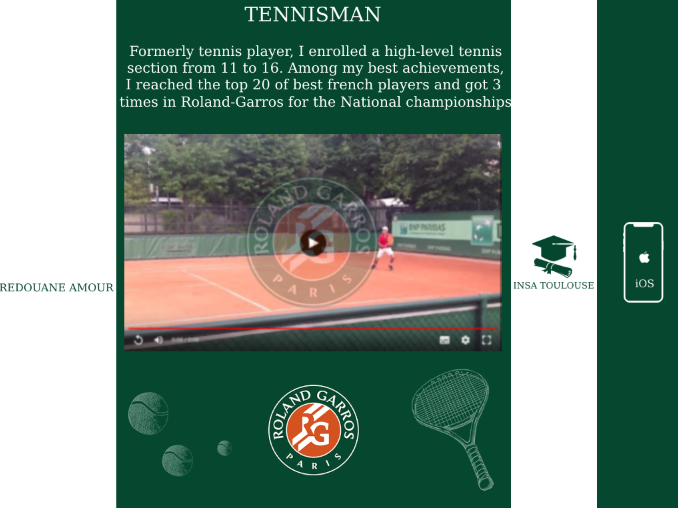 TENNISMAN
Formerly tennis player, I enrolled a high-level tennis
section from 11 to 16. Among my best achievements,
I reached the top 20 of best french players and got 3
times in Roland-Garros for the National championships
ROLAND GARROS
PARIS
BNP PARIBAS
REDOUANE AMOUR
INSA TOULOUSE
iOS
ROLAND GARROS
RG
PARIS